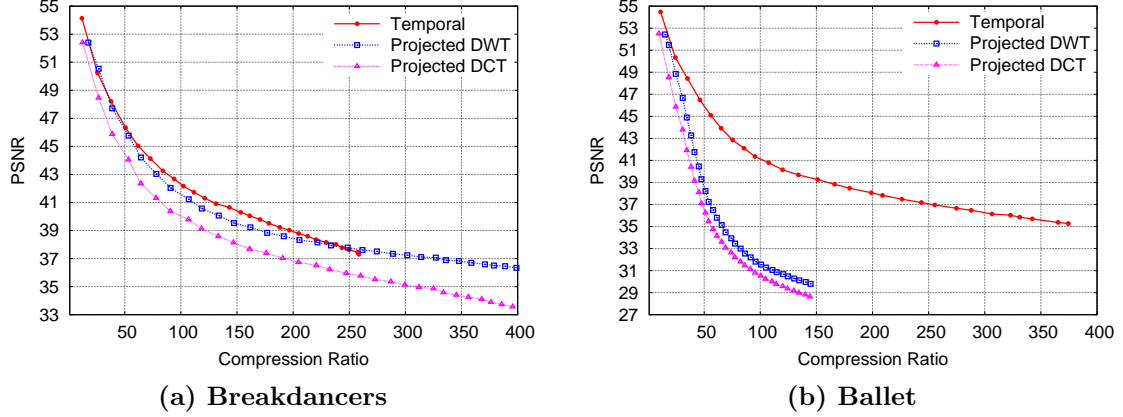 55
53
51
49
47
45
43
41
39
37
35
33
PSNR
50 100 150 200 250 300 350 400
Compression Ratio
Temporal
Projected DWT
Projected DCT
(a) Breakdancers
55
53
51
49
47
45
43
41
39
37
35
33
31
29
27
PSNR
50 100 150 200 250 300 350 400
Compression Ratio
Temporal
Projected DWT
Projected DCT
(b) Ballet